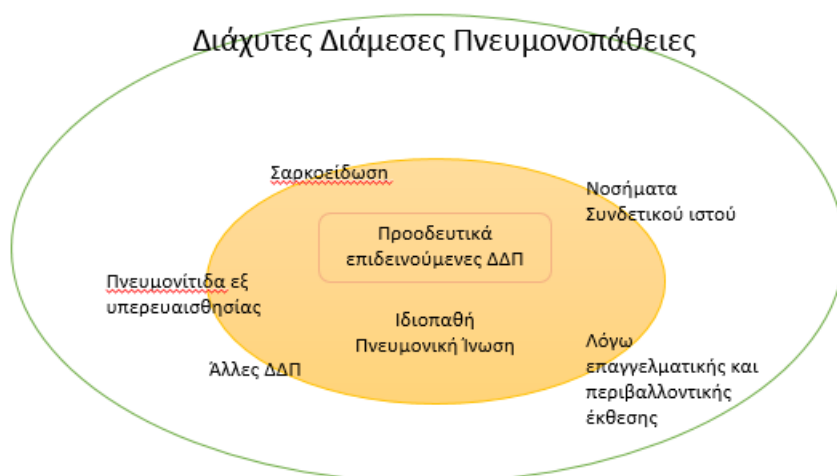 Διάχυτες Διάμεσες Πνευμονοπάθειες
Σαρκοείδωση
Νοσήματα
Συνδετικού ιστού
Προοδευτικά
επιδεινούμενες ΔΔΠ
Πνευμονίτιδα εξ
υπερευαισθησίας
Ιδιοπαθή
Πνευμονική Ίνωση
Άλλες ΔΔΠ
Λόγω
επαγγελματικής και
περιβαλλοντικής
έκθεσης